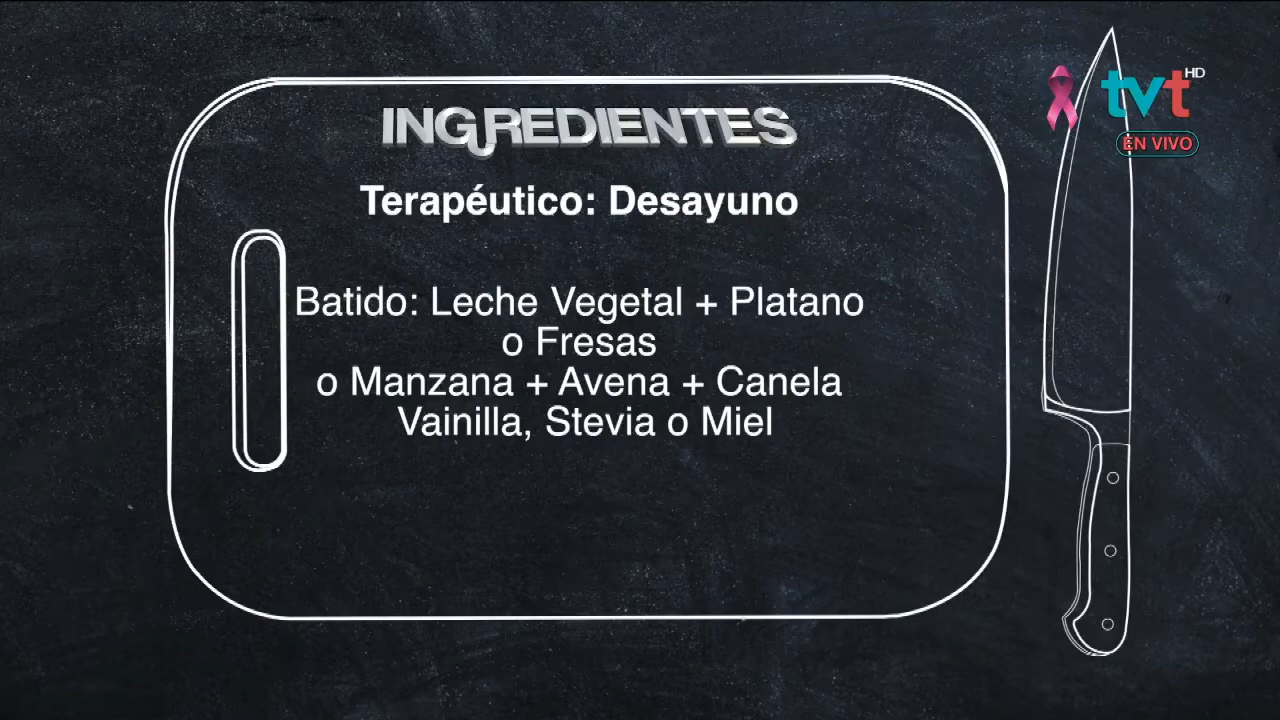 tvt HD
EN VIVO
INGREDIENTES
Terapéutico: Desayuno
Batido: Leche Vegetal + Platano
o Fresas
o Manzana + Avena + Canela
Vainilla, Stevia o Miel